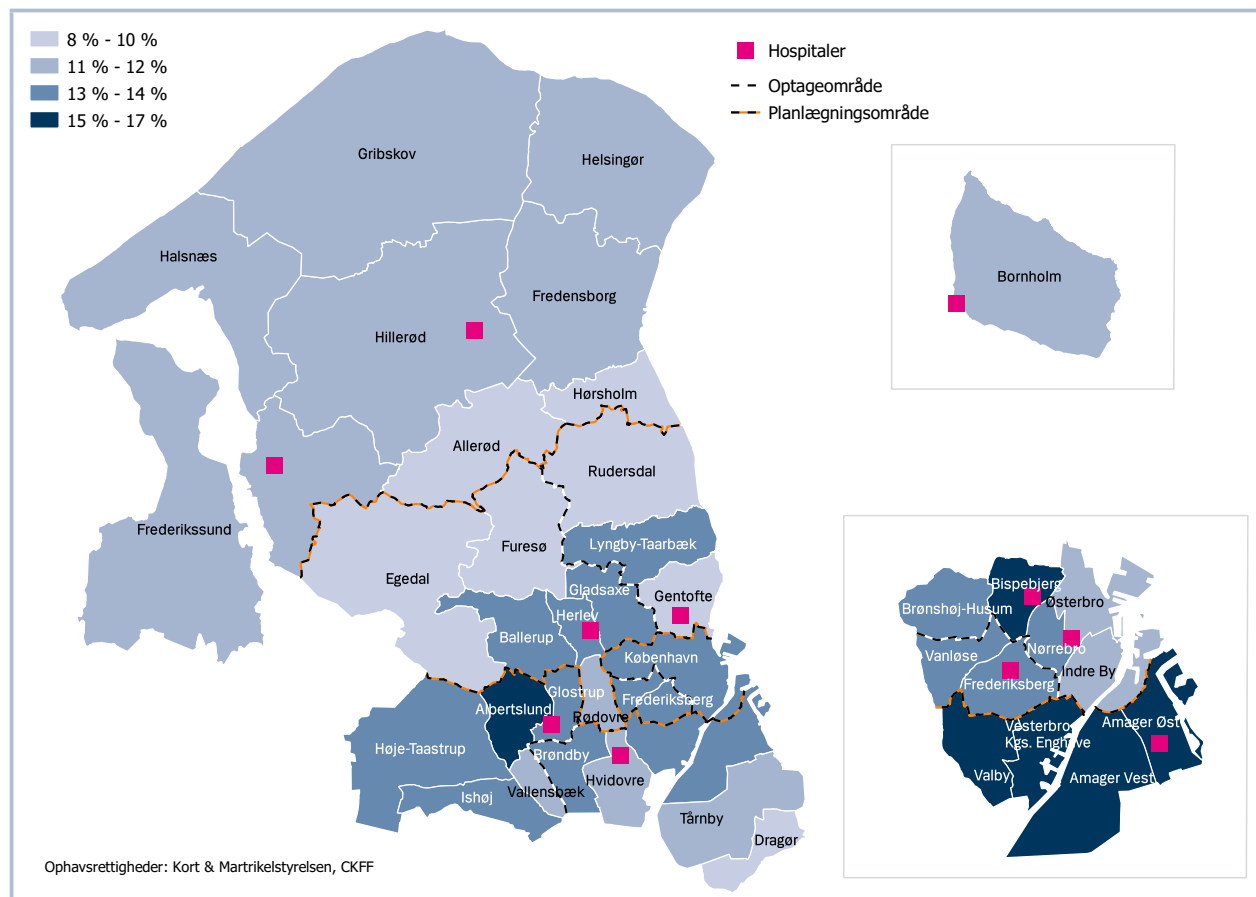 8 % - 10 %
11 % - 12 %
13 % - 14 %
15 % - 17 %
Hospitaler
Optageområde
Planlægningsområde
Gribskov
Helsingør
Halsnæs
Fredensborg
Hillerød
Bornholm
Hørsholm
Allerød
Rudersdal
Frederikssund
Furesø
Lyngby-Taarbæk
Egedal
Gladsaxe
Gentofte
Herlev
Ballerup
København
Glostrup
Frederiksberg
Albertslund
Rødovre
Høje-Taastrup
Brøndby
Hvidovre
Vallensbæk
Ishøj
Tårnby
Dragør
Bispebjerg
Østerbro
Brønshøj-Husum
Nørrebro
Vanløse
Indre By
Frederiksberg
Vesterbro
Kgs. Enghave
Amager Øst
Valby
Amager Vest
Ophavsrettigheder: Kort & Martrikelstyrelsen, CKFF